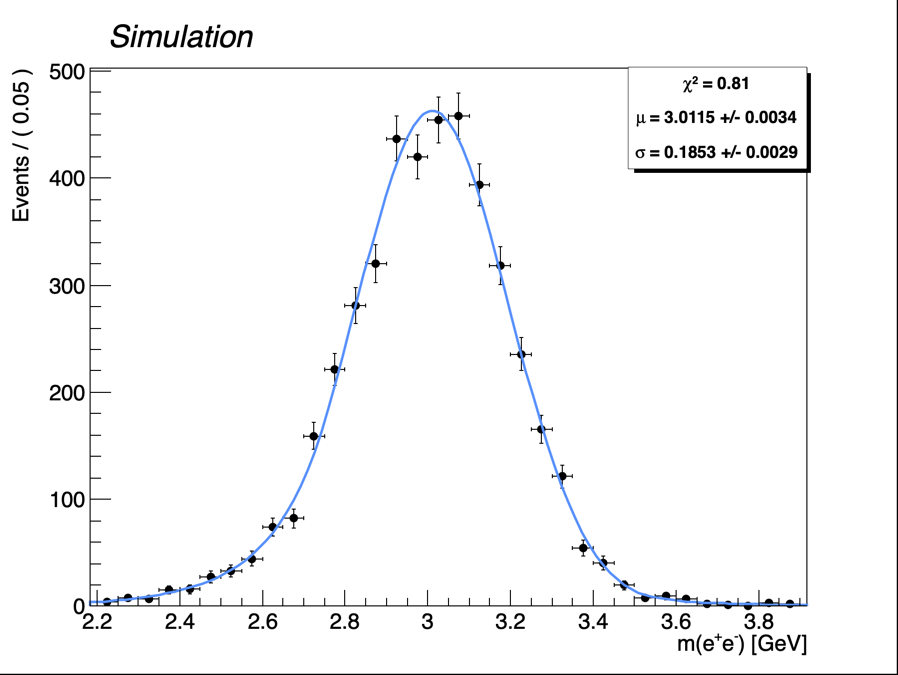 Simulation
Events / ( 0.05 )
500
400
300
200
100
0
χ² = 0.81
μ = 3.0115 +/- 0.0034
σ = 0.1853 +/- 0.0029
2.2 2.4 2.6 2.8 3 3.2 3.4 3.6 3.8
m(e⁺e⁻) [GeV]